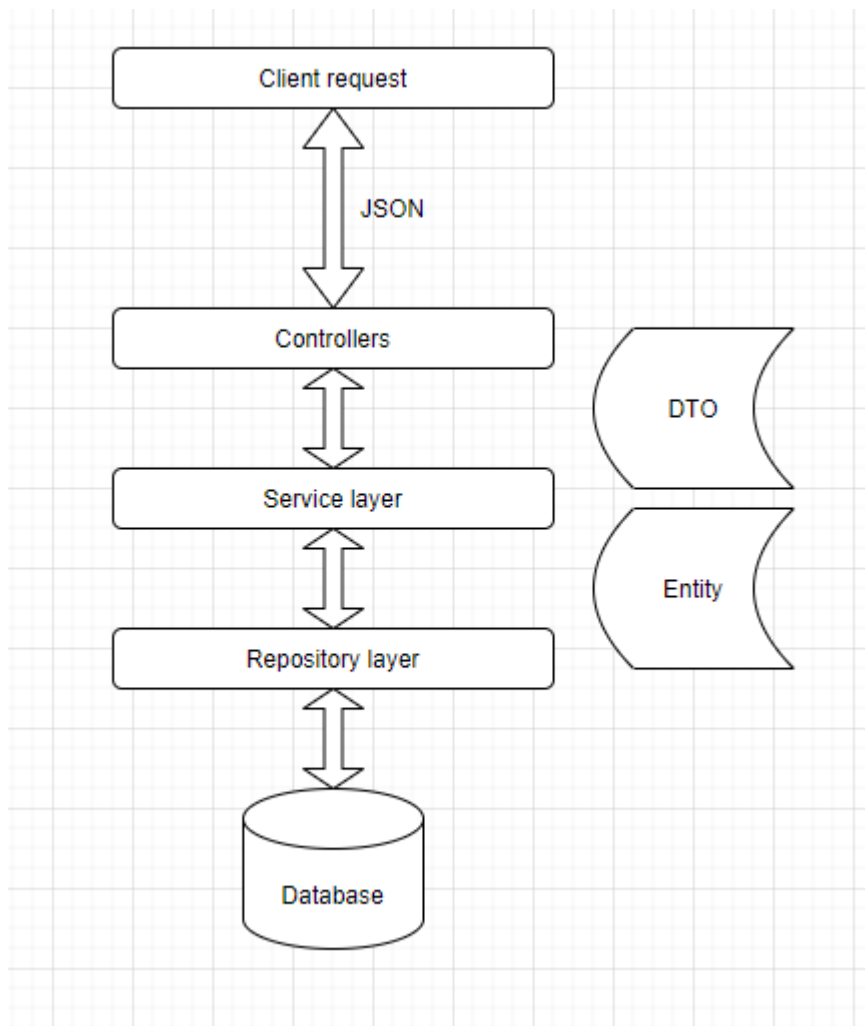 Client request
JSON
Controllers
DTO
Service layer
Entity
Repository layer
Database